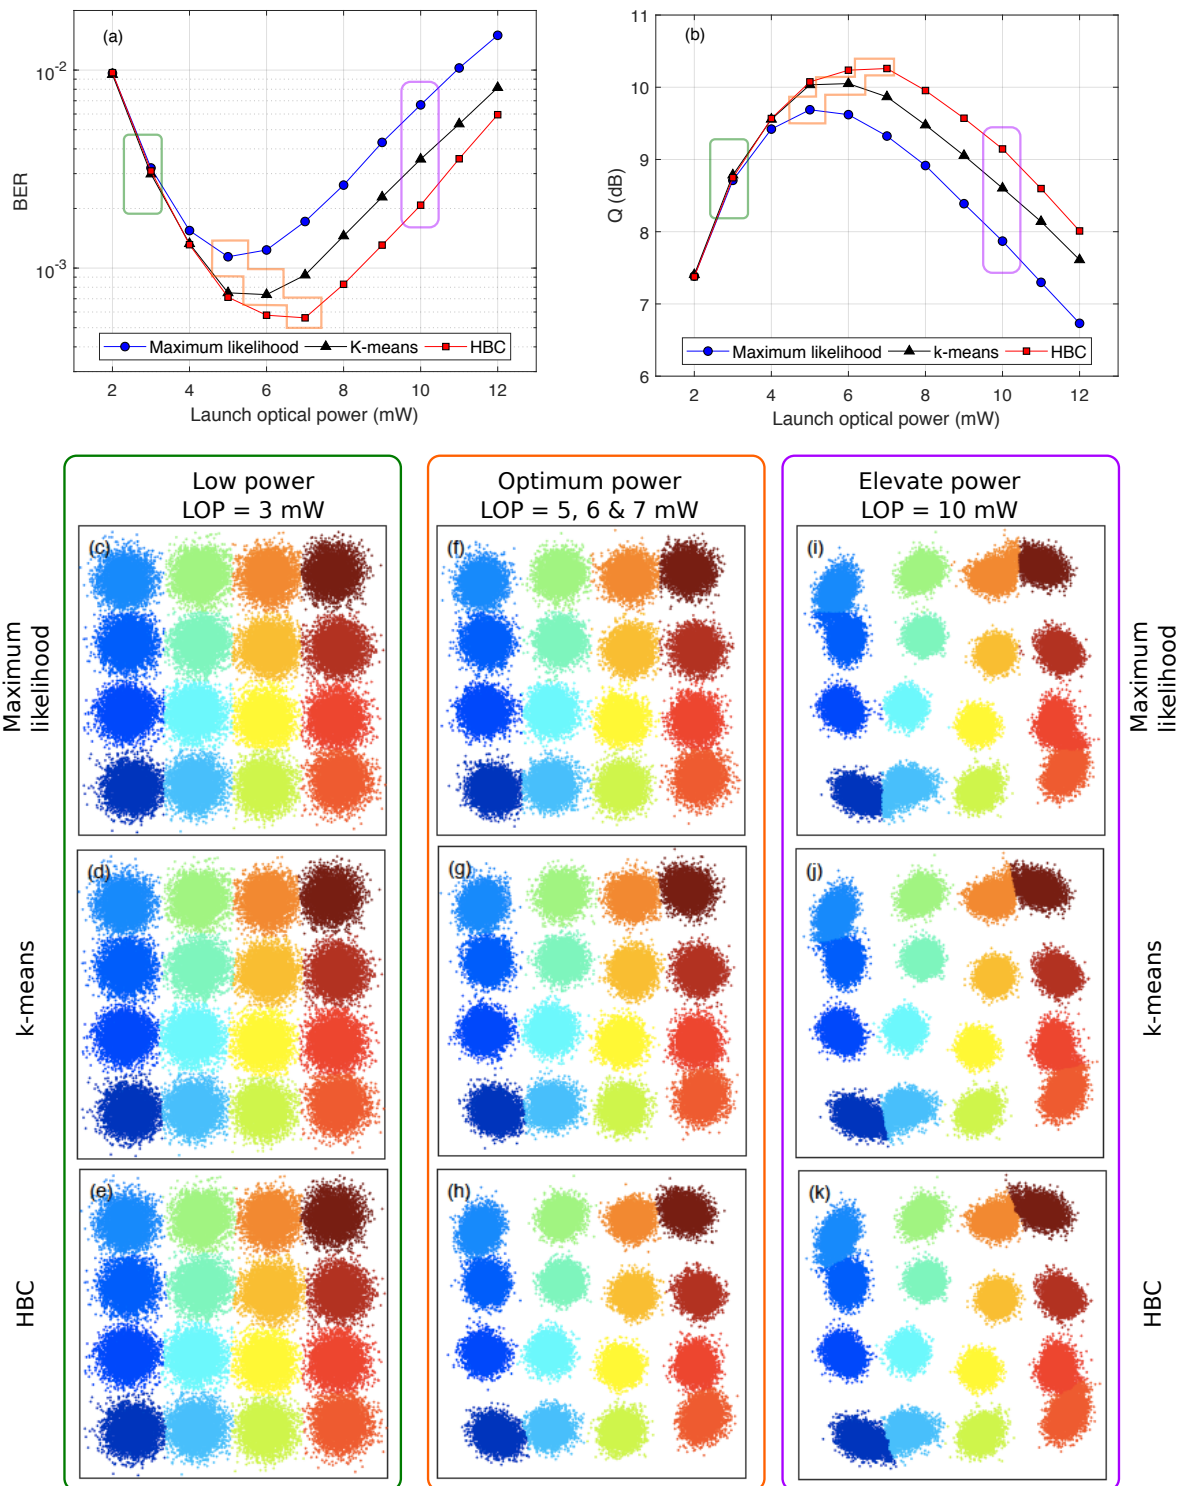 (a)
10^-2
10^-3
BER
2 4 6 8 10 12
Launch optical power (mW)
Maximum likelihood K-means HBC
(b)
11
10
9
8
7
6
Q (dB)
2 4 6 8 10 12
Launch optical power (mW)
Maximum likelihood k-means HBC
Low power
LOP = 3 mW
Optimum power
LOP = 5, 6 & 7 mW
Elevate power
LOP = 10 mW
Maximum
likelihood
(c)
(f)
(i)
Maximum
likelihood
k-means
(d)
(g)
(j)
k-means
HBC
(e)
(h)
(k)
HBC